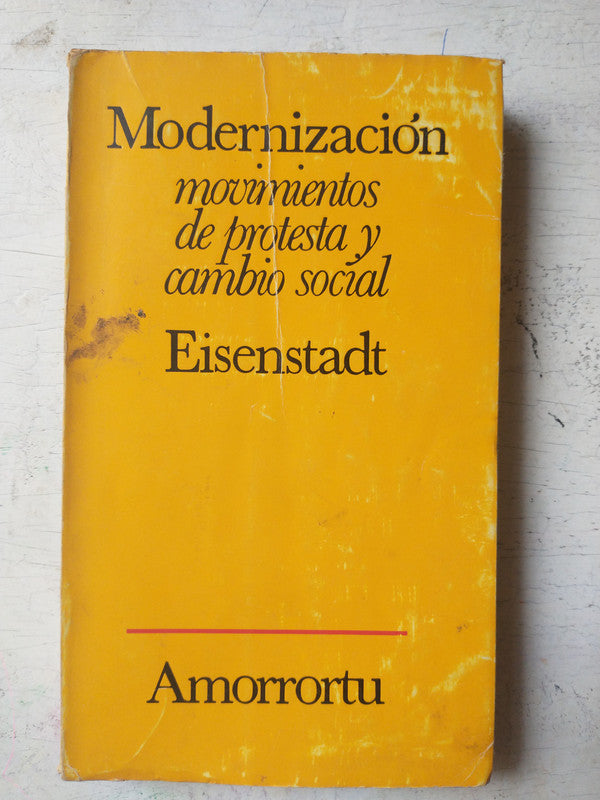 Modernización
movimientos
de protesta y
cambio social
Eisenstadt
Amorrortu